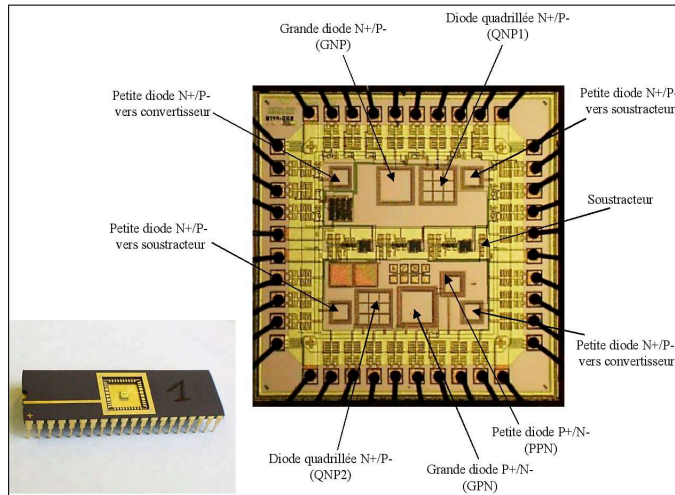 Grande diode N+/P-
(GNP)
Diode quadrillée N+/P-
(QNP1)
Petite diode N+/P-
vers convertisseur
Petite diode N+/P-
vers soustracteur
Soustracteur
Petite diode N+/P-
vers soustracteur
Petite diode N+/P-
vers convertisseur
Petite diode P+/N-
(PPN)
Diode quadrillée N+/P-
(QNP2)
Grande diode P+/N-
(GPN)
1
+